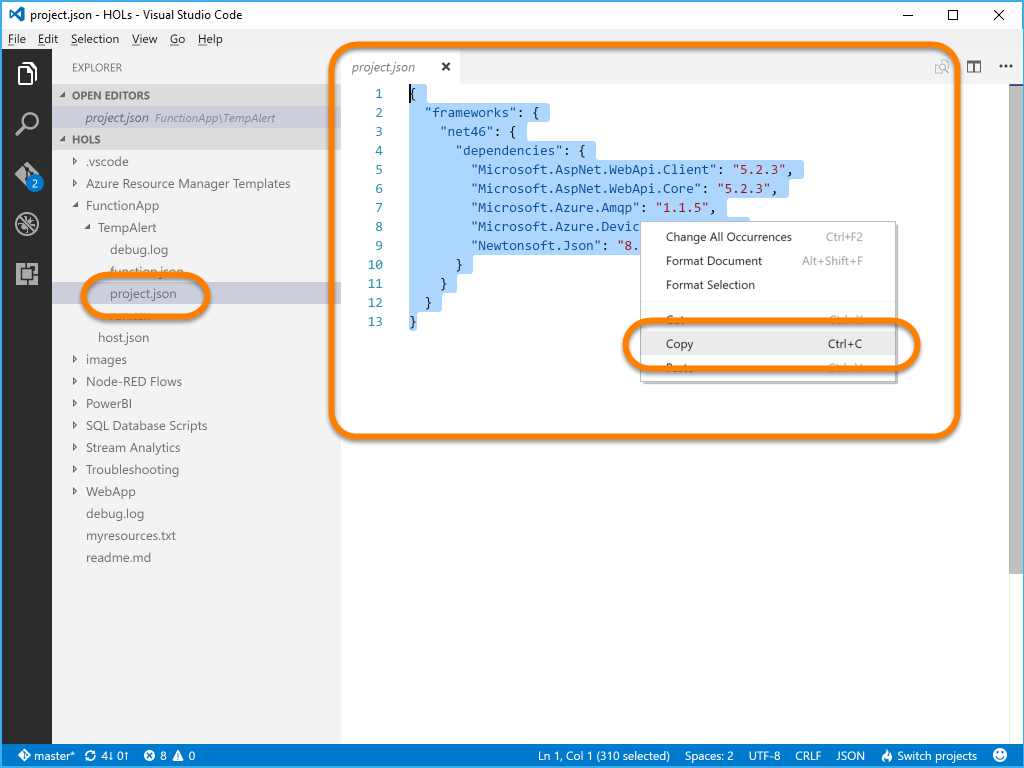 project.json - HOLs - Visual Studio Code
File Edit Selection View Go Help
EXPLORER
OPEN EDITORS
project.json FunctionApp\TempAlert
HOLS
.vscode
Azure Resource Manager Templates
FunctionApp
TempAlert
debug.log
function.json
project.json
host.json
images
Node-RED Flows
PowerBI
SQL Database Scripts
Stream Analytics
Troubleshooting
WebApp
debug.log
myresources.txt
readme.md
2
project.json
1 {
2 "frameworks": {
3 "net46": {
4 "dependencies": {
5 "Microsoft.AspNet.WebApi.Client": "5.2.3",
6 "Microsoft.AspNet.WebApi.Core": "5.2.3",
7 "Microsoft.Azure.Amqp": "1.1.5",
8 "Microsoft.Azure.Devic
9 "Newtonsoft.Json": "8.
10 }
11 }
12 }
13 }
Change All Occurrences Ctrl+F2
Format Document Alt+Shift+F
Format Selection
Cut Ctrl+X
Copy Ctrl+C
Paste Ctrl+V
master* 4↓ 0↑ 8 0
Ln 1, Col 1 (310 selected) Spaces: 2 UTF-8 CRLF JSON Switch projects